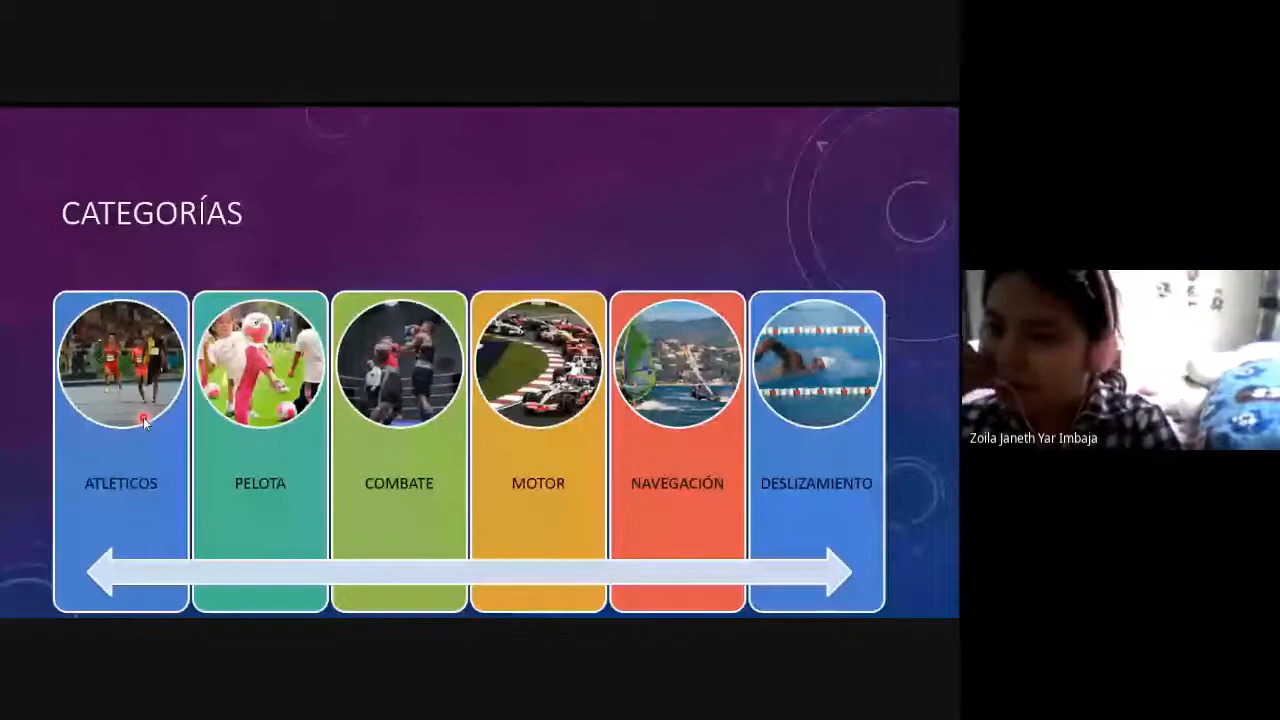 CATEGORÍAS
ATLETICOS
PELOTA
COMBATE
MOTOR
NAVEGACIÓN
DESLIZAMIENTO
Zoila Janeth Yar Imbaja